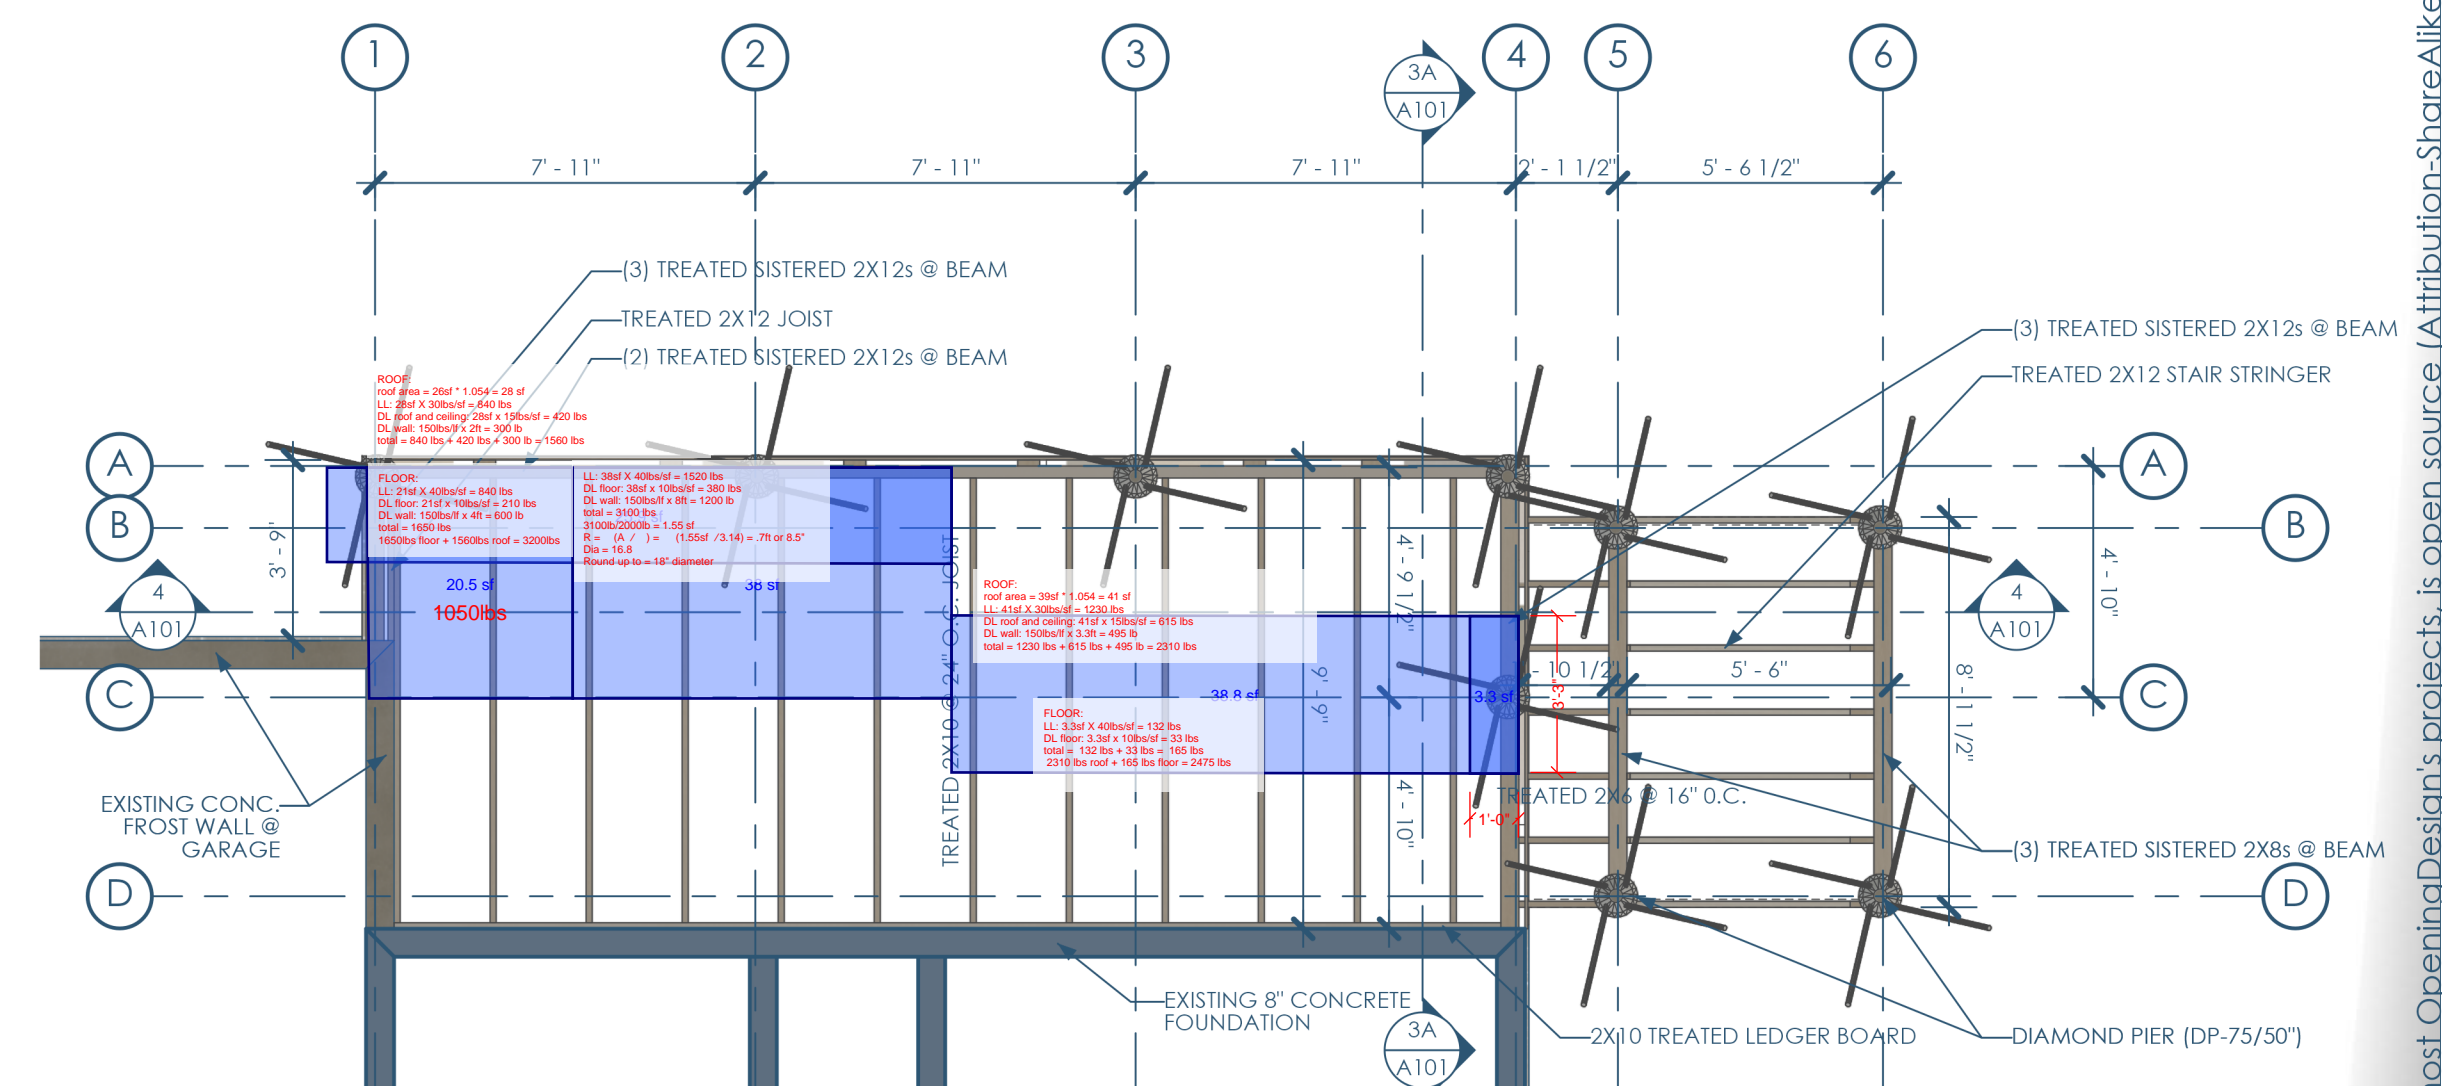 1
2
3
4
5
6
3A
A101
7' - 11"
7' - 11"
7' - 11"
2' - 1 1/2"
5' - 6 1/2"
(3) TREATED SISTERED 2X12s @ BEAM
TREATED 2X12 JOIST
(2) TREATED SISTERED 2X12s @ BEAM
(3) TREATED SISTERED 2X12s @ BEAM
TREATED 2X12 STAIR STRINGER
ROOF:
roof area = 26sf * 1.054 = 28 sf
LL: 28sf X 30lbs/sf = 840 lbs
DL roof and ceiling: 28sf x 15lbs/sf = 420 lbs
DL wall: 150lbs/lf x 2ft = 300 lb
total = 840 lbs + 420 lbs + 300 lb = 1560 lbs
A
A
FLOOR:
LL: 21sf X 40lbs/sf = 840 lbs
DL floor: 21sf x 10lbs/sf = 210 lbs
DL wall: 150lbs/lf x 4ft = 600 lb
total = 1650 lbs
1650lbs floor + 1560lbs roof = 3200lbs
LL: 38sf X 40lbs/sf = 1520 lbs
DL floor: 38sf x 10lbs/sf = 380 lbs
DL wall: 150lbs/lf x 8ft = 1200 lb
total = 3100 lbs
3100lb/2000lb = 1.55 sf
R = (A / ) = (1.55sf /3.14) = .7ft or 8.5"
Dia = 16.8
Round up to = 18" diameter
B
B
3' - 9"
20.5 sf
1050lbs
38 sf
4
A101
4
A101
4' - 9 1/2"
4' - 10"
ROOF:
roof area = 39sf * 1.054 = 41 sf
LL: 41sf X 30lbs/sf = 1230 lbs
DL roof and ceiling: 41sf x 15lbs/sf = 615 lbs
DL wall: 150lbs/lf x 3.3ft = 495 lb
total = 1230 lbs + 615 lbs + 495 lb = 2310 lbs
TREATED 2X10 @ 24" O.C. JOIST
- 10 1/2"
5' - 6"
C
C
38.8 sf
9' - 9"
3.3 sf
3'-3"
8' - 1 1/2"
FLOOR:
LL: 3.3sf X 40lbs/sf = 132 lbs
DL floor: 3.3sf x 10lbs/sf = 33 lbs
total = 132 lbs + 33 lbs = 165 lbs
2310 lbs roof + 165 lbs floor = 2475 lbs
4' - 10"
TREATED 2X6 @ 16" O.C.
1'-0"
EXISTING CONC.
FROST WALL @
GARAGE
(3) TREATED SISTERED 2X8s @ BEAM
D
D
EXISTING 8" CONCRETE
FOUNDATION
3A
A101
2X10 TREATED LEDGER BOARD
DIAMOND PIER (DP-75/50")
ost OpeningDesign's projects, is open source (Attribution-ShareAlike